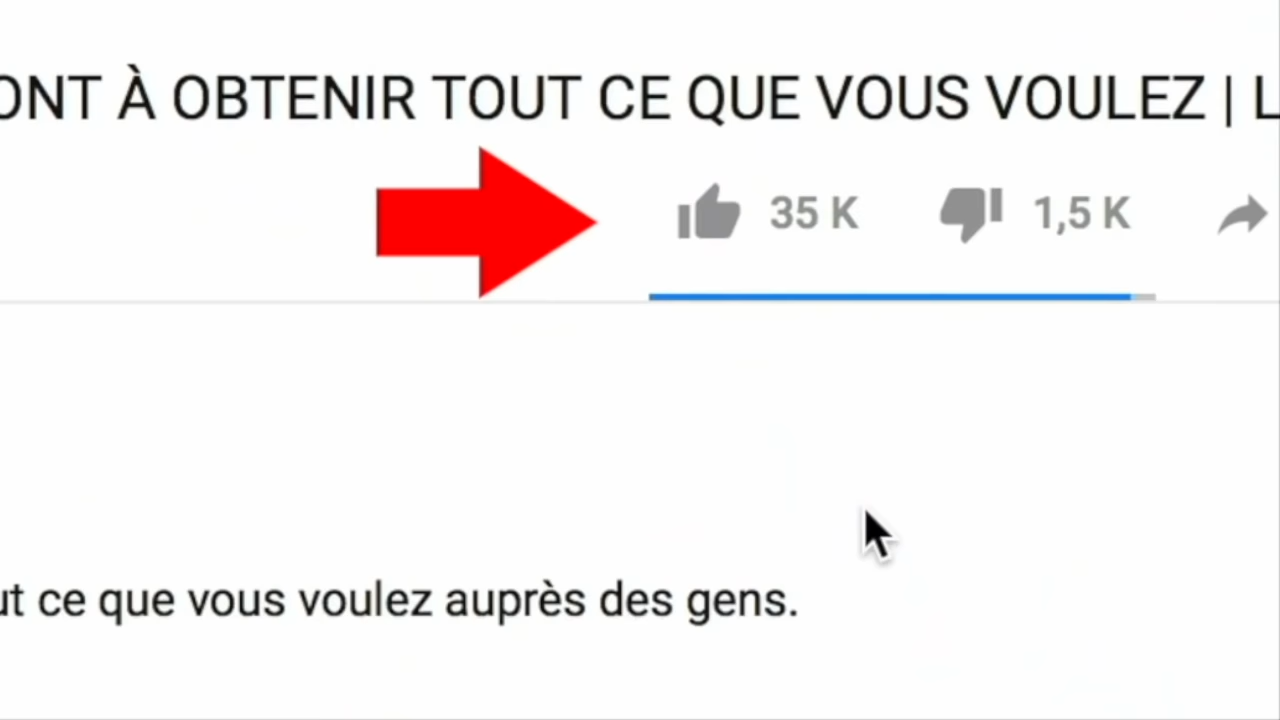 ONT À OBTENIR TOUT CE QUE VOUS VOULEZ | L
35 K 1,5 K
ut ce que vous voulez auprès des gens.